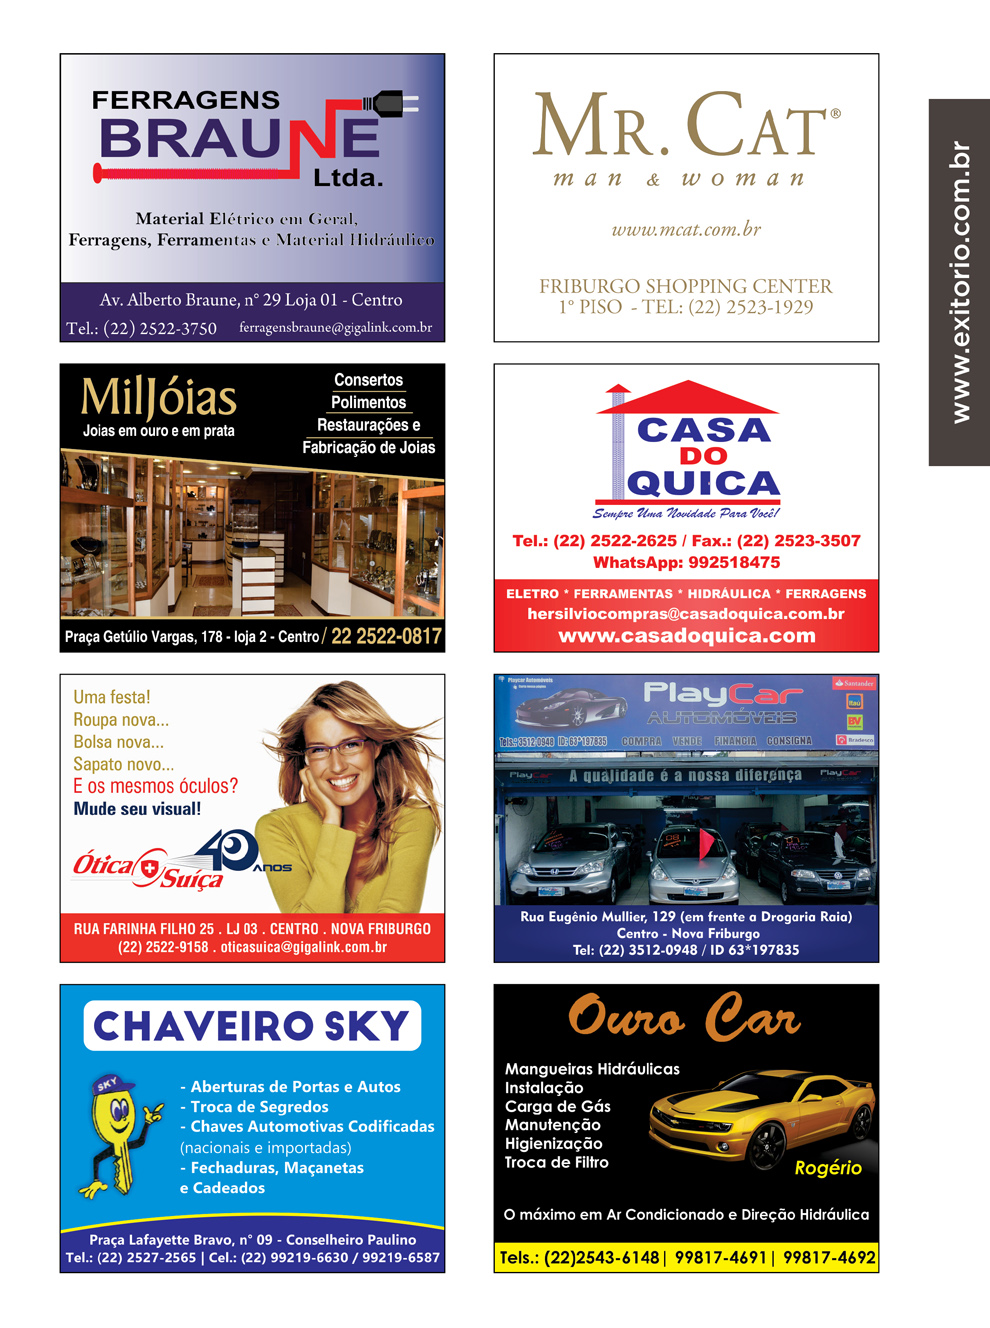 FERRAGENS
BRAUNE
Ltda.
Material Elétrico em Geral,
Ferragens, Ferramentas e Material Hidráulico
Av. Alberto Braune, n° 29 Loja 01 - Centro
Tel.: (22) 2522-3750 ferragensbraune@gigalink.com.br
MR. CAT®
man & woman
www.mcat.com.br
FRIBURGO SHOPPING CENTER
1° PISO - TEL: (22) 2523-1929
www.exitorio.com.br
MilJóias
Joias em ouro e em prata
Consertos
Polimentos
Restaurações e
Fabricação de Joias
Praça Getúlio Vargas, 178 - loja 2 - Centro / 22 2522-0817
CASA
DO
QUICA
Sempre Uma Novidade Para Você!
Tel.: (22) 2522-2625 / Fax.: (22) 2523-3507
WhatsApp: 992518475
ELETRO * FERRAMENTAS * HIDRÁULICA * FERRAGENS
hersilviocompras@casadoquica.com.br
www.casadoquica.com
Uma festa!
Roupa nova...
Bolsa nova...
Sapato novo...
E os mesmos óculos?
Mude seu visual!
Ótica Suíça
40 ANOS
RUA FARINHA FILHO 25 . LJ 03 . CENTRO . NOVA FRIBURGO
(22) 2522-9158 . oticasuica@gigalink.com.br
Playcar Automóveis
PlayCar
AUTOMÓVEIS
Tels.: 3512 0948 ID: 63*197835 COMPRA VENDE FINANCIA CONSIGNA
Santander
Itaú
BV
Bradesco
PlayCar A qualidade é a nossa diferença PlayCar
Rua Eugênio Mullier, 129 (em frente a Drogaria Raia)
Centro - Nova Friburgo
Tel: (22) 3512-0948 / ID 63*197835
CHAVEIRO SKY
SKY
- Aberturas de Portas e Autos
- Troca de Segredos
- Chaves Automotivas Codificadas
(nacionais e importadas)
- Fechaduras, Maçanetas
e Cadeados
Praça Lafayette Bravo, n° 09 - Conselheiro Paulino
Tel.: (22) 2527-2565 | Cel.: (22) 99219-6630 / 99219-6587
Ouro Car
Mangueiras Hidráulicas
Instalação
Carga de Gás
Manutenção
Higienização
Troca de Filtro
Rogério
O máximo em Ar Condicionado e Direção Hidráulica
Tels.: (22)2543-6148| 99817-4691| 99817-4692